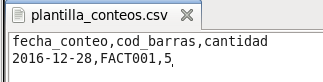 plantilla_conteos.csv
fecha_conteo,cod_barras,cantidad
2016-12-28,FACT001,5